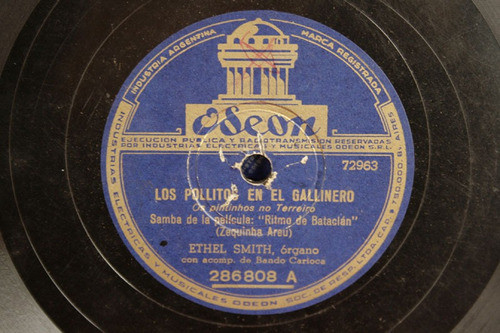 INDUSTRIA ARGENTINA
MARCA REGISTRADA
Odeon
EJECUCION PUBLICA Y RADIOTRANSMISION RESERVADAS
POR INDUSTRIAS ELECTRICAS Y MUSICALES ODEON S.R.L.
72963
LOS POLLITOS EN EL GALLINERO
Os pintinhos no Terreiro
Samba de la película: "Ritmo de Bataclán"
(Zequinha Areu)
ETHEL SMITH, órgano
con acomp. de Bando Carioca
286808 A
INDUSTRIAS ELECTRICAS Y MUSICALES ODEON SOC. DE RESP. LTDA CAP. $ 750.000 B. AIRES